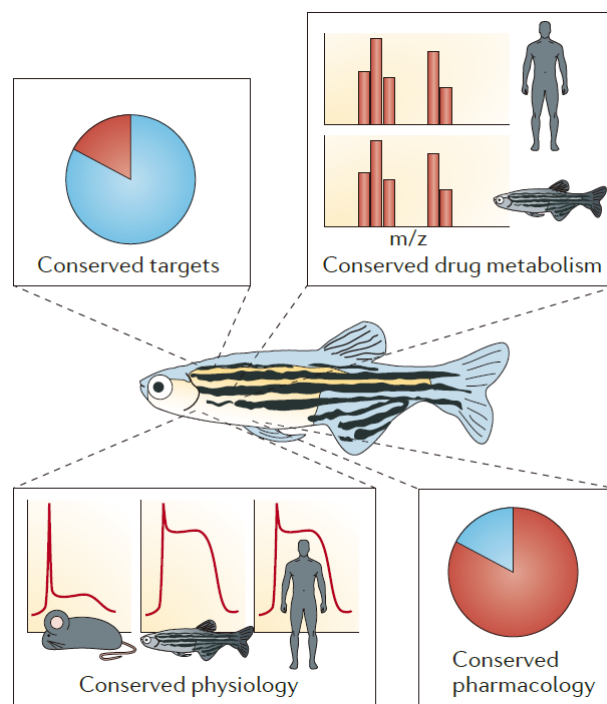 Conserved targets
m/z
Conserved drug metabolism
Conserved physiology
Conserved
pharmacology